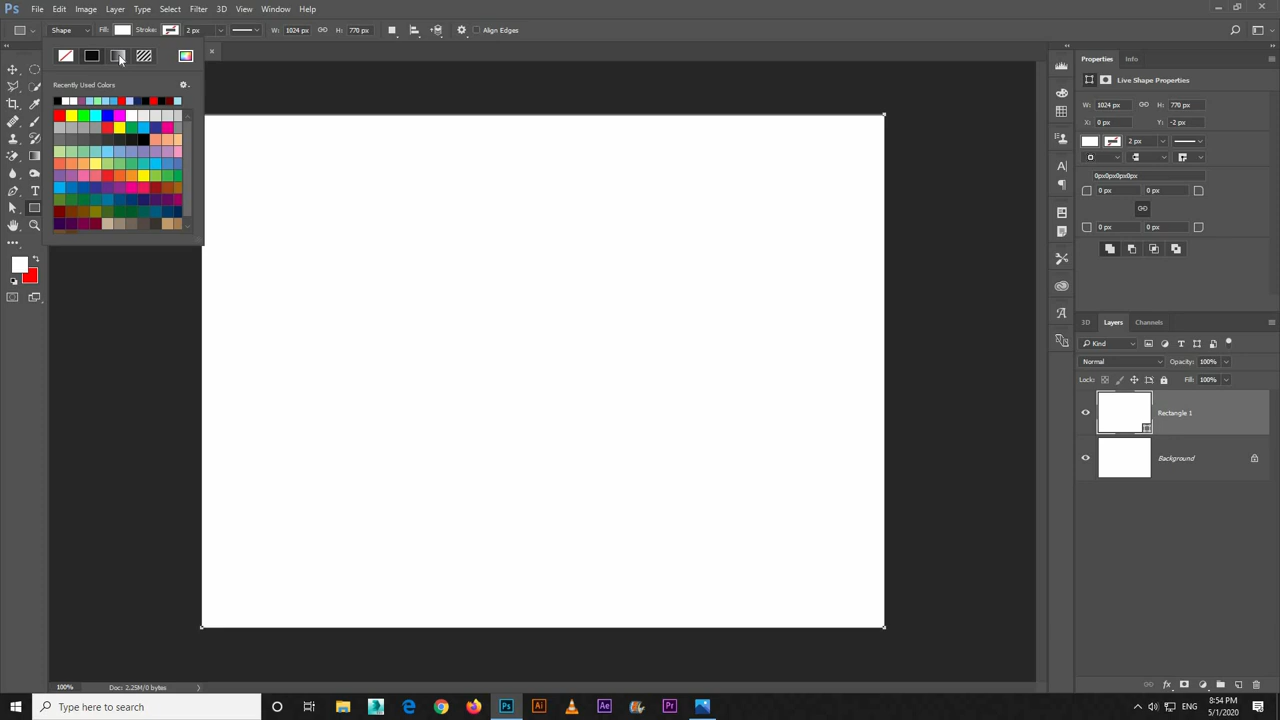 Ps File Edit Image Layer Type Select Filter 3D View Window Help
Shape Fill: Stroke: 2 px W: 1024 px H: 770 px Align Edges
Recently Used Colors
Properties Info
Live Shape Properties
W: 1024 px H: 770 px
X: 0 px Y: -2 px
2 px
0px0px0px0px
0 px 0 px
0 px 0 px
3D Layers Channels
Kind
Normal Opacity: 100%
Lock: Fill: 100%
Rectangle 1
Background
100% Doc: 2.25M/0 bytes
Type here to search
Ps Ai Ae Pr
ENG
8:54 PM
5/1/2020